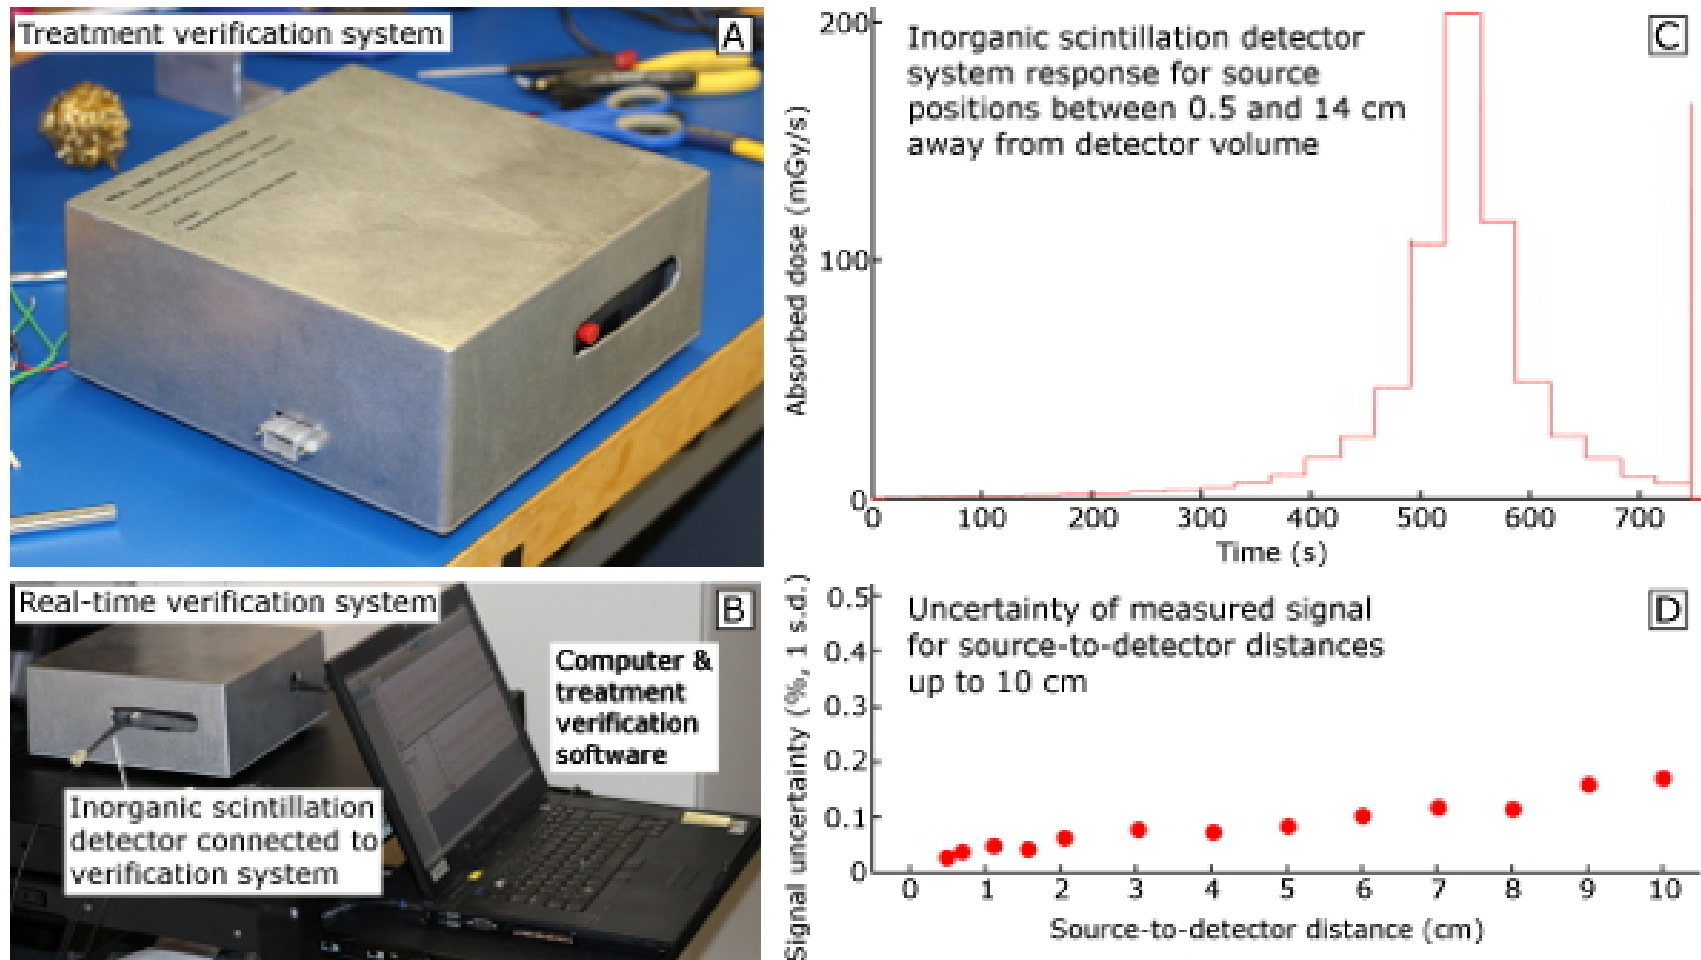 Treatment verification system
A
Real-time verification system
B
Computer &
treatment
verification
software
Inorganic scintillation
detector connected to
verification system
C
Inorganic scintillation detector
system response for source
positions between 0.5 and 14 cm
away from detector volume
Absorbed dose (mGy/s)
200
100
0
0 100 200 300 400 500 600 700
Time (s)
D
Uncertainty of measured signal
for source-to-detector distances
up to 10 cm
Signal uncertainty (%, 1 s.d.)
0.5
0.4
0.3
0.2
0.1
0
0 1 2 3 4 5 6 7 8 9 10
Source-to-detector distance (cm)